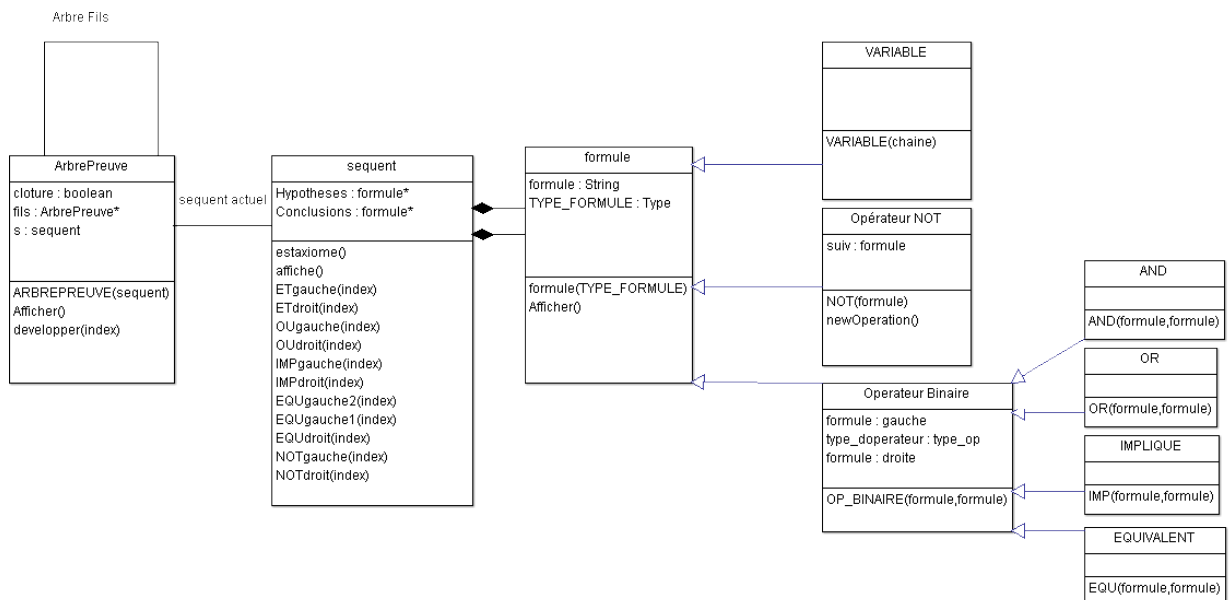 Arbre Fils
ArbrePreuve
cloture : boolean
fils : ArbrePreuve*
s : sequent
ARBREPREUVE(sequent)
Afficher()
developper(index)
sequent actuel
sequent
Hypotheses : formule*
Conclusions : formule*
estaxiome()
affiche()
ETgauche(index)
ETdroit(index)
OUgauche(index)
OUdroit(index)
IMPgauche(index)
IMPdroit(index)
EQUgauche2(index)
EQUgauche1(index)
EQUdroit(index)
NOTgauche(index)
NOTdroit(index)
formule
formule : String
TYPE_FORMULE : Type
formule(TYPE_FORMULE)
Afficher()
VARIABLE
VARIABLE(chaine)
Opérateur NOT
suiv : formule
NOT(formule)
newOperation()
Operateur Binaire
formule : gauche
type_doperateur : type_op
formule : droite
OP_BINAIRE(formule,formule)
AND
AND(formule,formule)
OR
OR(formule,formule)
IMPLIQUE
IMP(formule,formule)
EQUIVALENT
EQU(formule,formule)